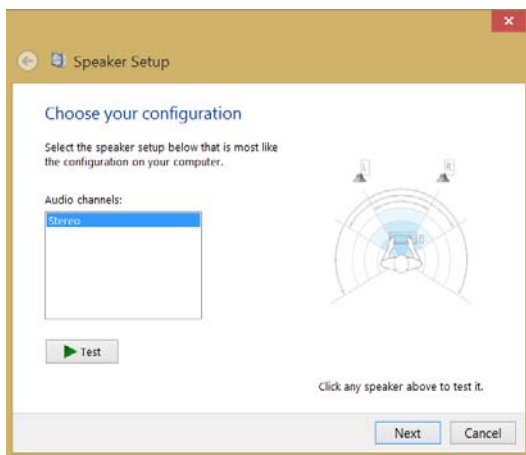 Speaker Setup
Choose your configuration
Select the speaker setup below that is most like
the configuration on your computer.
Audio channels:
Stereo
L
R
Test
Click any speaker above to test it.
Next
Cancel